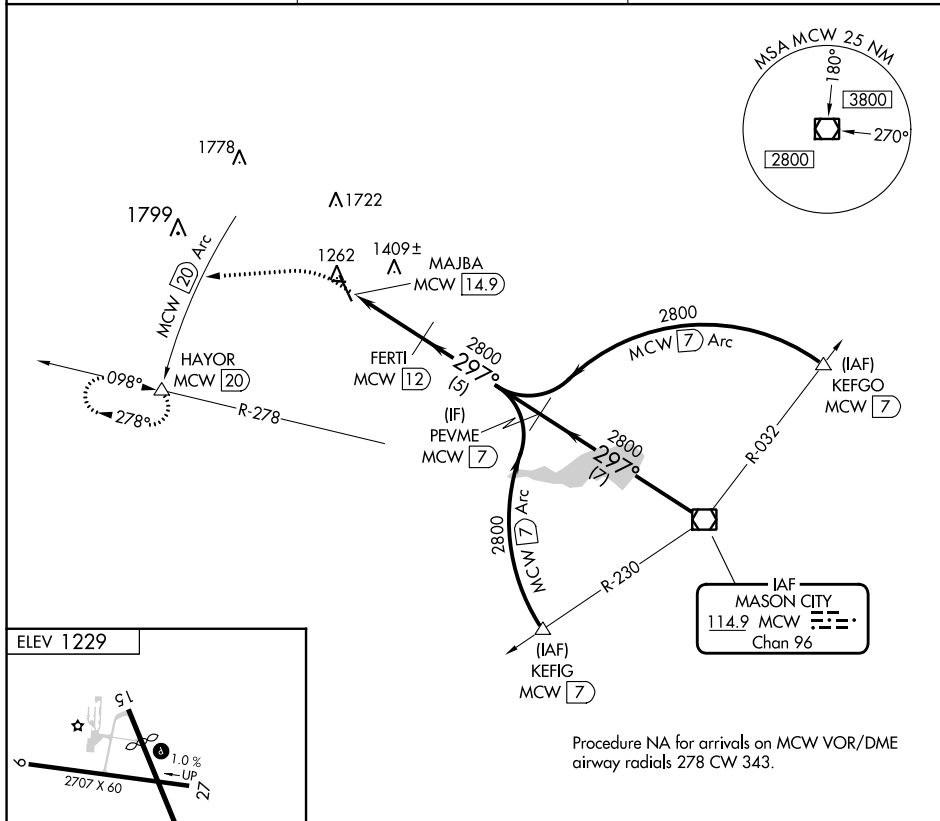 MSA MCW 25 NM
180°
3800
270°
2800
1778
1722
1799
1262
1409±
MAJBA
MCW 14.9
MCW 20 Arc
2800
MCW 7 Arc
HAYOR
MCW 20
FERTI
MCW 12
2800
297°
(5)
(IAF)
KEFGO
MCW 7
098°
278°
R-278
(IF)
PEVME
MCW 7
2800
297°
(7)
R-032
2800
MCW 7 Arc
R-230
IAF
MASON CITY
114.9 MCW
Chan 96
(IAF)
KEFIG
MCW 7
ELEV 1229
15
1.0 %
UP
9
2707 X 60
27
Procedure NA for arrivals on MCW VOR/DME
airway radials 278 CW 343.